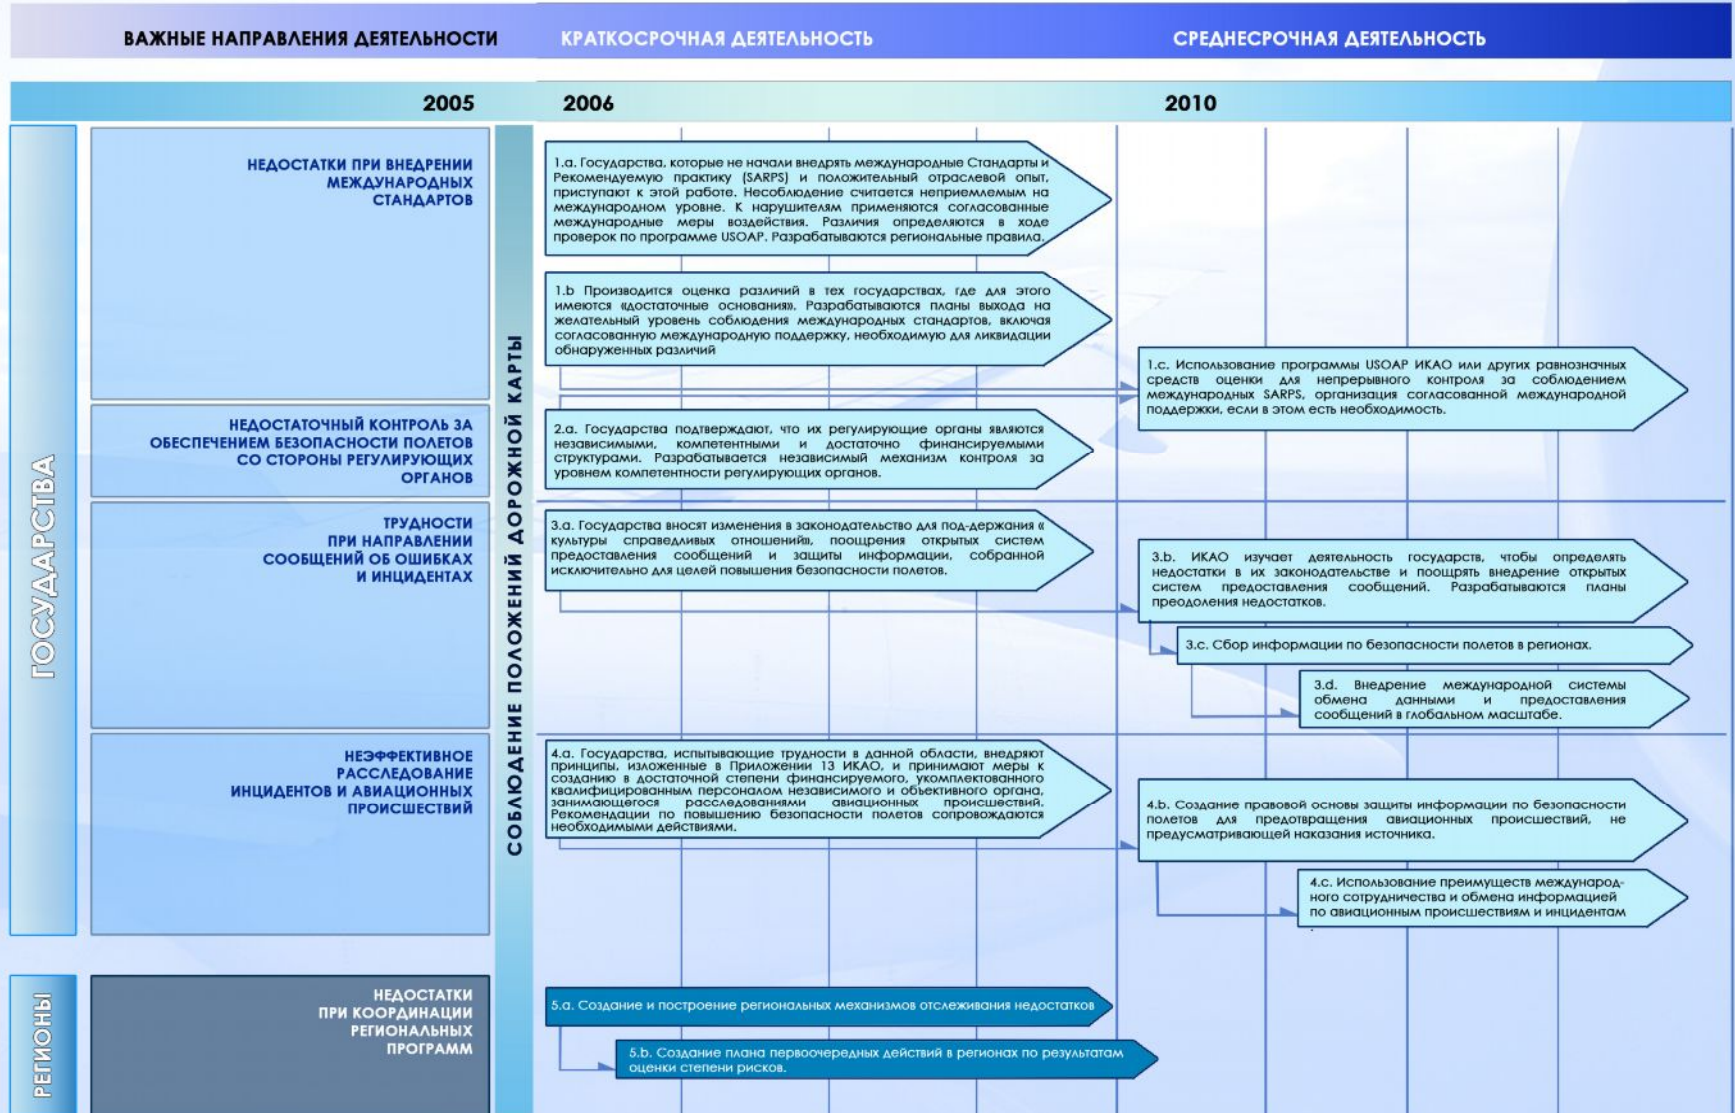 ВАЖНЫЕ НАПРАВЛЕНИЯ ДЕЯТЕЛЬНОСТИ
КРАТКОСРОЧНАЯ ДЕЯТЕЛЬНОСТЬ
СРЕДНЕСРОЧНАЯ ДЕЯТЕЛЬНОСТЬ
2005
2006
2010
ГОСУДАРСТВА
СОБЛЮДЕНИЕ ПОЛОЖЕНИЙ ДОРОЖНОЙ КАРТЫ
НЕДОСТАТКИ ПРИ ВНЕДРЕНИИ
МЕЖДУНАРОДНЫХ
СТАНДАРТОВ
1.a. Государства, которые не начали внедрять международные Стандарты и
Рекомендуемую практику (SARPS) и положительный отраслевой опыт,
приступают к этой работе. Несоблюдение считается неприемлемым на
международном уровне. К нарушителям применяются согласованные
международные меры воздействия. Различия определяются в ходе
проверок по программе USOAP. Разрабатываются региональные правила.
1.b Производится оценка различий в тех государствах, где для этого
имеются «достаточные основания». Разрабатываются планы выхода на
желательный уровень соблюдения международных стандартов, включая
согласованную международную поддержку, необходимую для ликвидации
обнаруженных различий
1.c. Использование программы USOAP ИКАО или других равнозначных
средств оценки для непрерывного контроля за соблюдением
международных SARPS, организация согласованной международной
поддержки, если в этом есть необходимость.
НЕДОСТАТОЧНЫЙ КОНТРОЛЬ ЗА
ОБЕСПЕЧЕНИЕМ БЕЗОПАСНОСТИ ПОЛЕТОВ
СО СТОРОНЫ РЕГУЛИРУЮЩИХ
ОРГАНОВ
2.a. Государства подтверждают, что их регулирующие органы являются
независимыми, компетентными и достаточно финансируемыми
структурами. Разрабатывается независимый механизм контроля за
уровнем компетентности регулирующих органов.
ТРУДНОСТИ
ПРИ НАПРАВЛЕНИИ
СООБЩЕНИЙ ОБ ОШИБКАХ
И ИНЦИДЕНТАХ
3.a. Государства вносят изменения в законодательство для под-держания «
культуры справедливых отношений», поощрения открытых систем
предоставления сообщений и защиты информации, собранной
исключительно для целей повышения безопасности полетов.
3.b. ИКАО изучает деятельность государств, чтобы определять
недостатки в их законодательстве и поощрять внедрение открытых
систем предоставления сообщений. Разрабатываются планы
преодоления недостатков.
3.c. Сбор информации по безопасности полетов в регионах.
3.d. Внедрение международной системы
обмена данными и предоставления
сообщений в глобальном масштабе.
НЕЭФФЕКТИВНОЕ
РАССЛЕДОВАНИЕ
ИНЦИДЕНТОВ И АВИАЦИОННЫХ
ПРОИСШЕСТВИЙ
4.a. Государства, испытывающие трудности в данной области, внедряют
принципы, изложенные в Приложении 13 ИКАО, и принимают меры к
созданию в достаточной степени финансируемого, укомплектованного
квалифицированным персоналом независимого и объективного органа,
занимающегося расследованиями авиационных происшествий.
Рекомендации по повышению безопасности полетов сопровождаются
необходимыми действиями.
4.b. Создание правовой основы защиты информации по безопасности
полетов для предотвращения авиационных происшествий, не
предусматривающей наказания источника.
4.c. Использование преимуществ международ-
ного сотрудничества и обмена информацией
по авиационным происшествиям и инцидентам
.
РЕГИОНЫ
НЕДОСТАТКИ
ПРИ КООРДИНАЦИИ
РЕГИОНАЛЬНЫХ
ПРОГРАММ
5.a. Создание и построение региональных механизмов отслеживания недостатков
5.b. Создание плана первоочередных действий в регионах по результатам
оценки степени рисков.